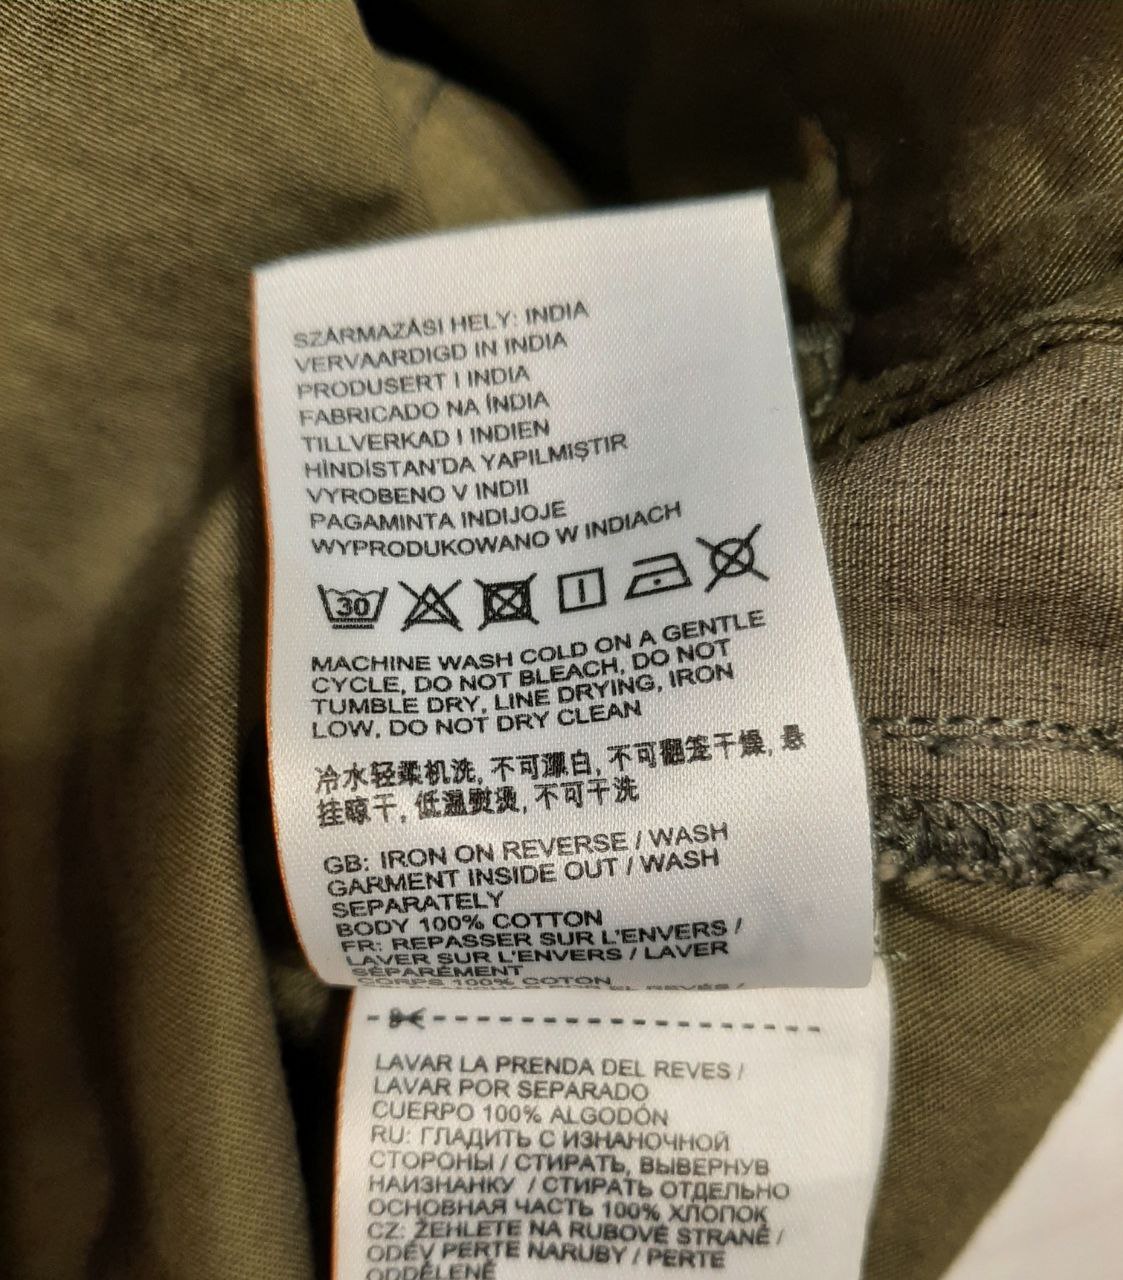 SZÁRMAZÁSI HELY: INDIA
VERVAARDIGD IN INDIA
PRODUSERT I INDIA
FABRICADO NA ÍNDIA
TILLVERKAD I INDIEN
HİNDİSTAN'DA YAPILMIŞTIR
VYROBENO V INDII
PAGAMINTA INDIJOJE
WYPRODUKOWANO W INDIACH
30
MACHINE WASH COLD ON A GENTLE
CYCLE, DO NOT BLEACH, DO NOT
TUMBLE DRY, LINE DRYING, IRON
LOW, DO NOT DRY CLEAN
冷水轻柔机洗, 不可漂白, 不可翻笼干燥, 悬
挂晾干, 低温熨烫, 不可干洗
GB: IRON ON REVERSE / WASH
GARMENT INSIDE OUT / WASH
SEPARATELY
BODY 100% COTTON
FR: REPASSER SUR L'ENVERS /
LAVER SUR L'ENVERS / LAVER
SÉPARÉMENT
CORPS 100% COTON
LAVAR LA PRENDA DEL REVES /
LAVAR POR SEPARADO
CUERPO 100% ALGODÓN
RU: ГЛАДИТЬ С ИЗНАНОЧНОЙ
СТОРОНЫ / СТИРАТЬ, ВЫВЕРНУВ
НАИЗНАНКУ / СТИРАТЬ ОТДЕЛЬНО
ОСНОВНАЯ ЧАСТЬ 100% ХЛОПОК
CZ: ŽEHLETE NA RUBOVÉ STRANĚ /
ODĚV PERTE NARUBY / PERTE
ODDĚLENĚ